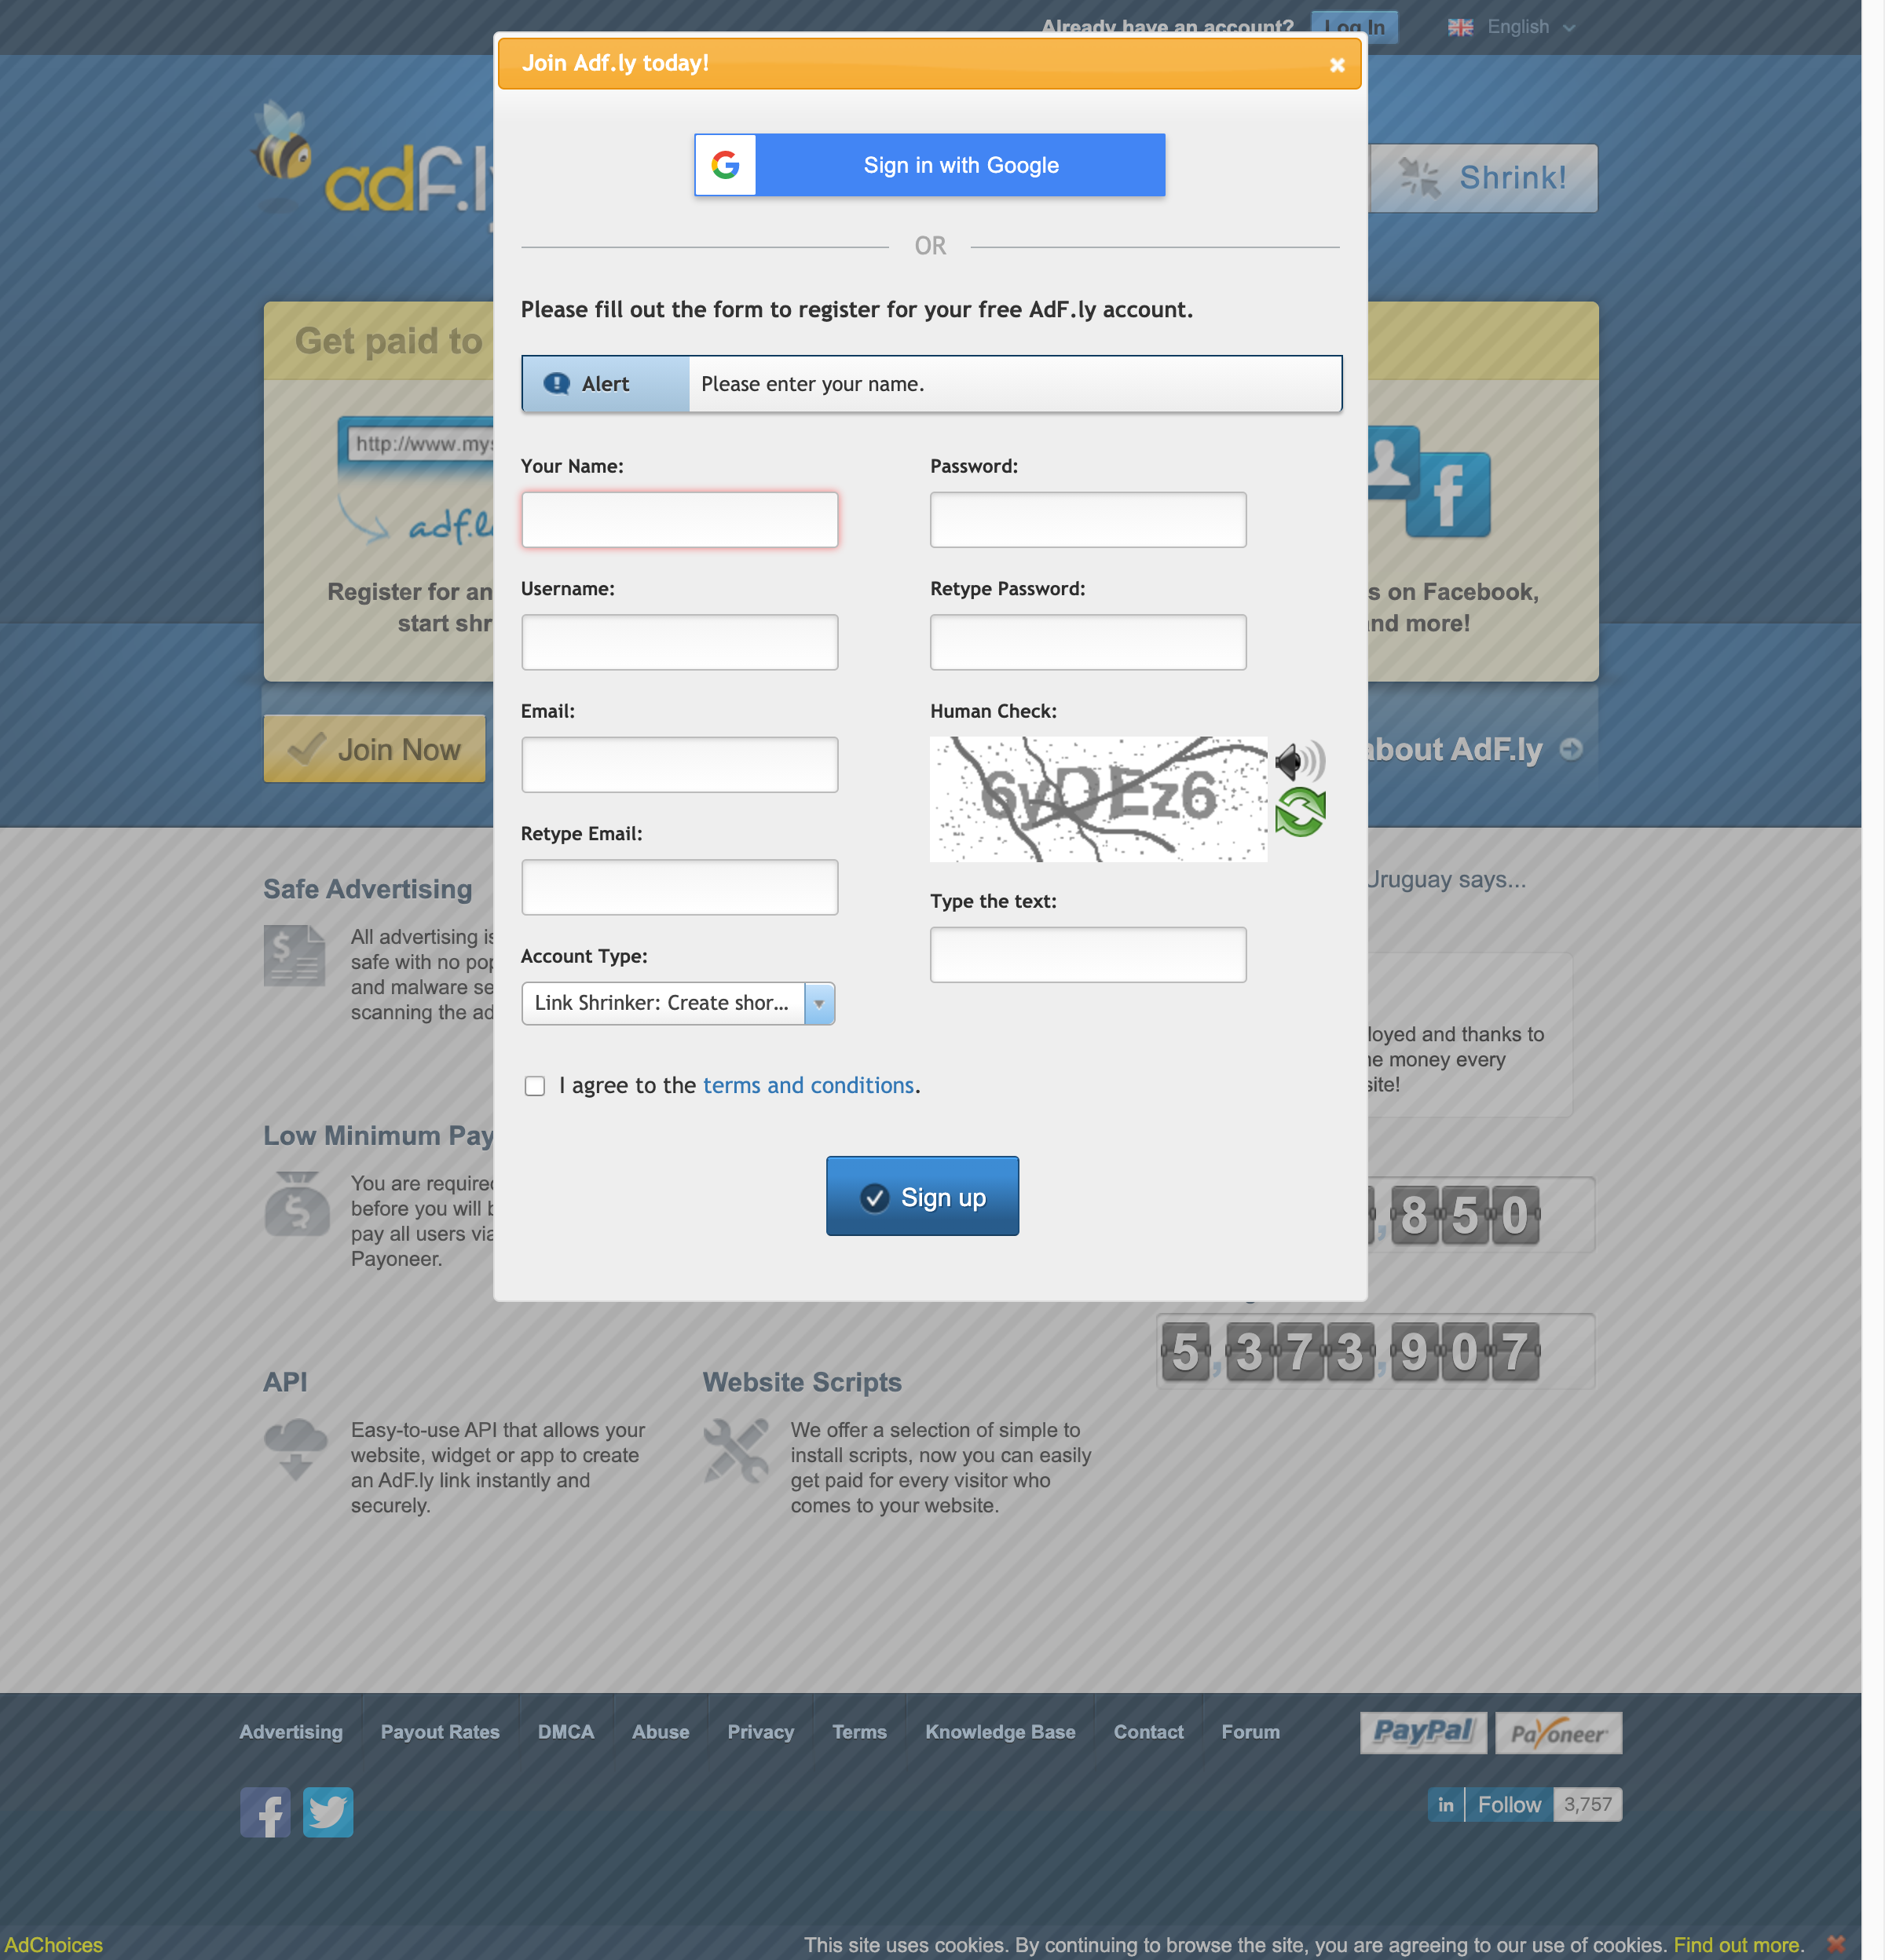 Already have an account?
Log In
English
Join Adf.ly today!
adf.ly
Sign in with Google
Shrink!
OR
Please fill out the form to register for your free AdF.ly account.
Get paid to
Alert
Please enter your name.
http://www.mys
adf.
Your Name:
Password:
Register for an
start shr
s on Facebook,
nd more!
Username:
Retype Password:
Email:
Human Check:
Join Now
about AdF.ly
Retype Email:
Safe Advertising
Uruguay says...
Type the text:
All advertising is
safe with no pop
and malware se
scanning the ad
Account Type:
Link Shrinker: Create shor...
loyed and thanks to
ne money every
site!
I agree to the terms and conditions.
Low Minimum Pay
You are required
before you will b
pay all users via
Payoneer.
Sign up
,850
5,373,907
API
Easy-to-use API that allows your
website, widget or app to create
an AdF.ly link instantly and
securely.
Website Scripts
We offer a selection of simple to
install scripts, now you can easily
get paid for every visitor who
comes to your website.
Advertising
Payout Rates
DMCA
Abuse
Privacy
Terms
Knowledge Base
Contact
Forum
PayPal
Payoneer
in
Follow
3,757
AdChoices
This site uses cookies. By continuing to browse the site, you are agreeing to our use of cookies. Find out more.